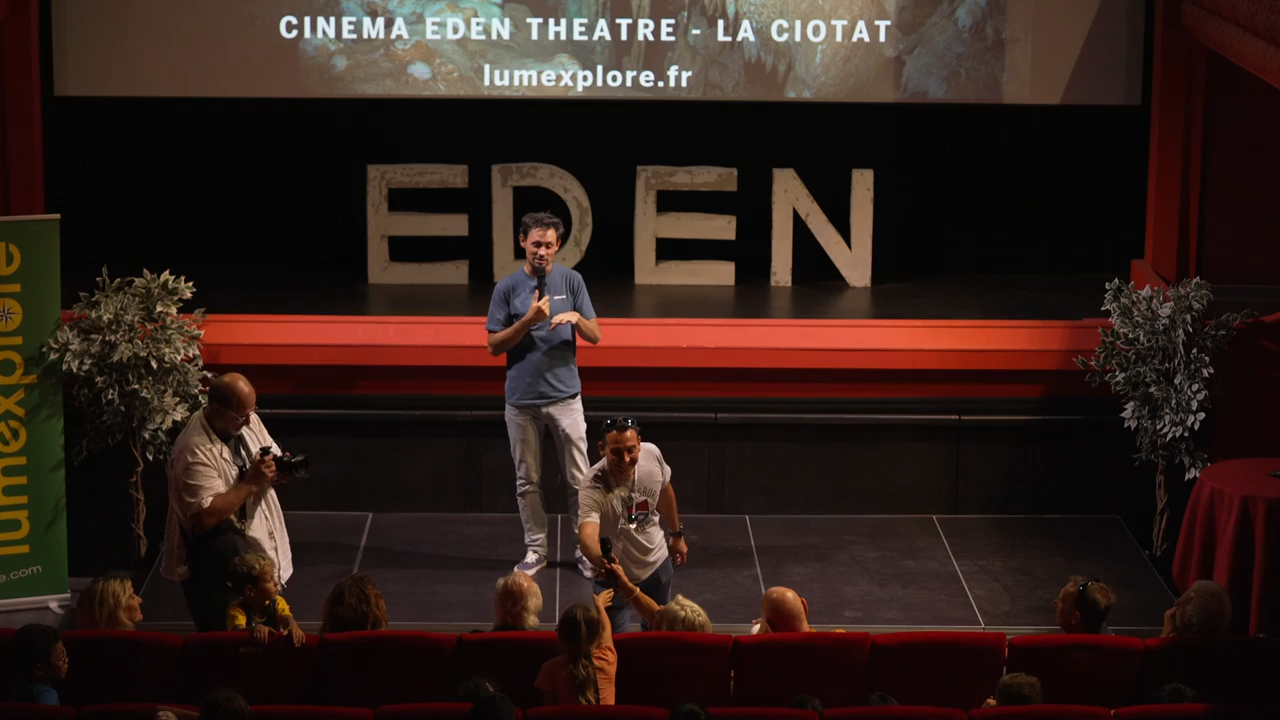 CINEMA EDEN THEATRE - LA CIOTAT
lumexplore.fr
EDEN
lumexplore
e.com